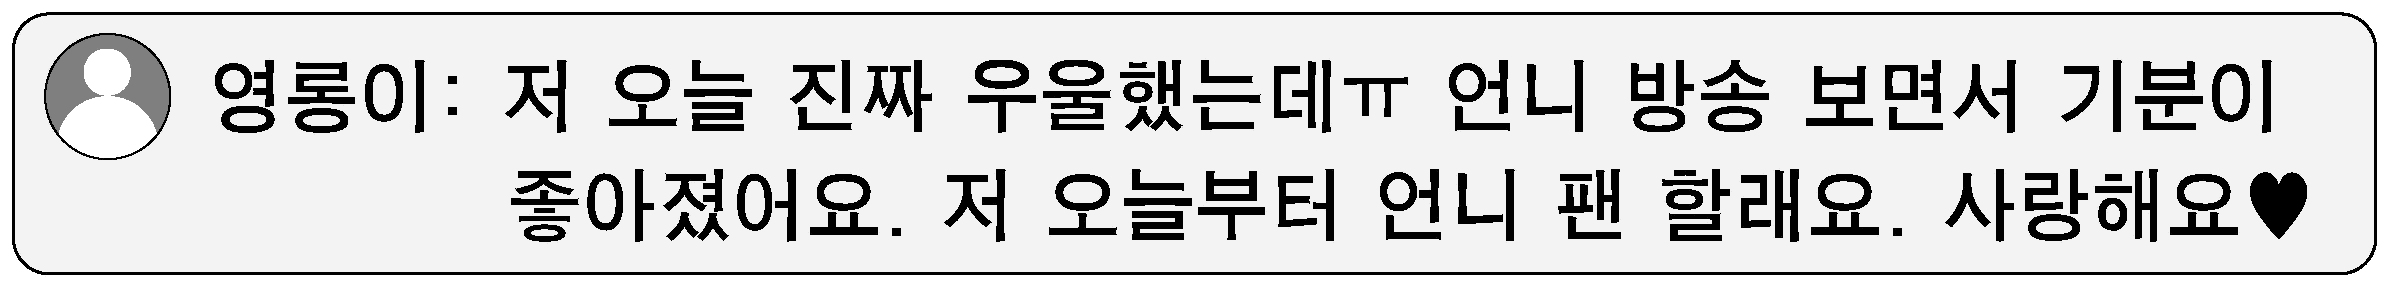 영롱이: 저 오늘 진짜 우울했는데ㅠ 언니 방송 보면서 기분이
좋아졌어요. 저 오늘부터 언니 팬 할래요. 사랑해요♥